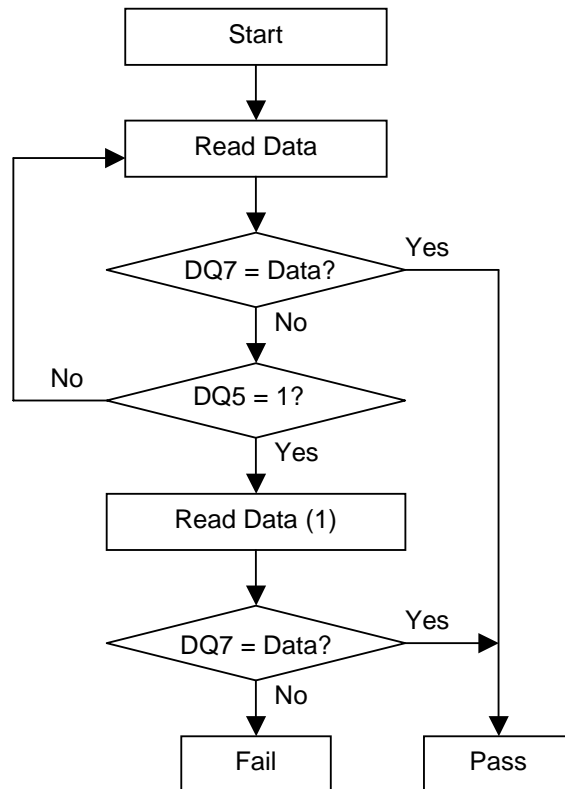 Start
Read Data
DQ7 = Data?
Yes
No
DQ5 = 1?
No
Yes
Read Data (1)
DQ7 = Data?
Yes
No
Fail
Pass